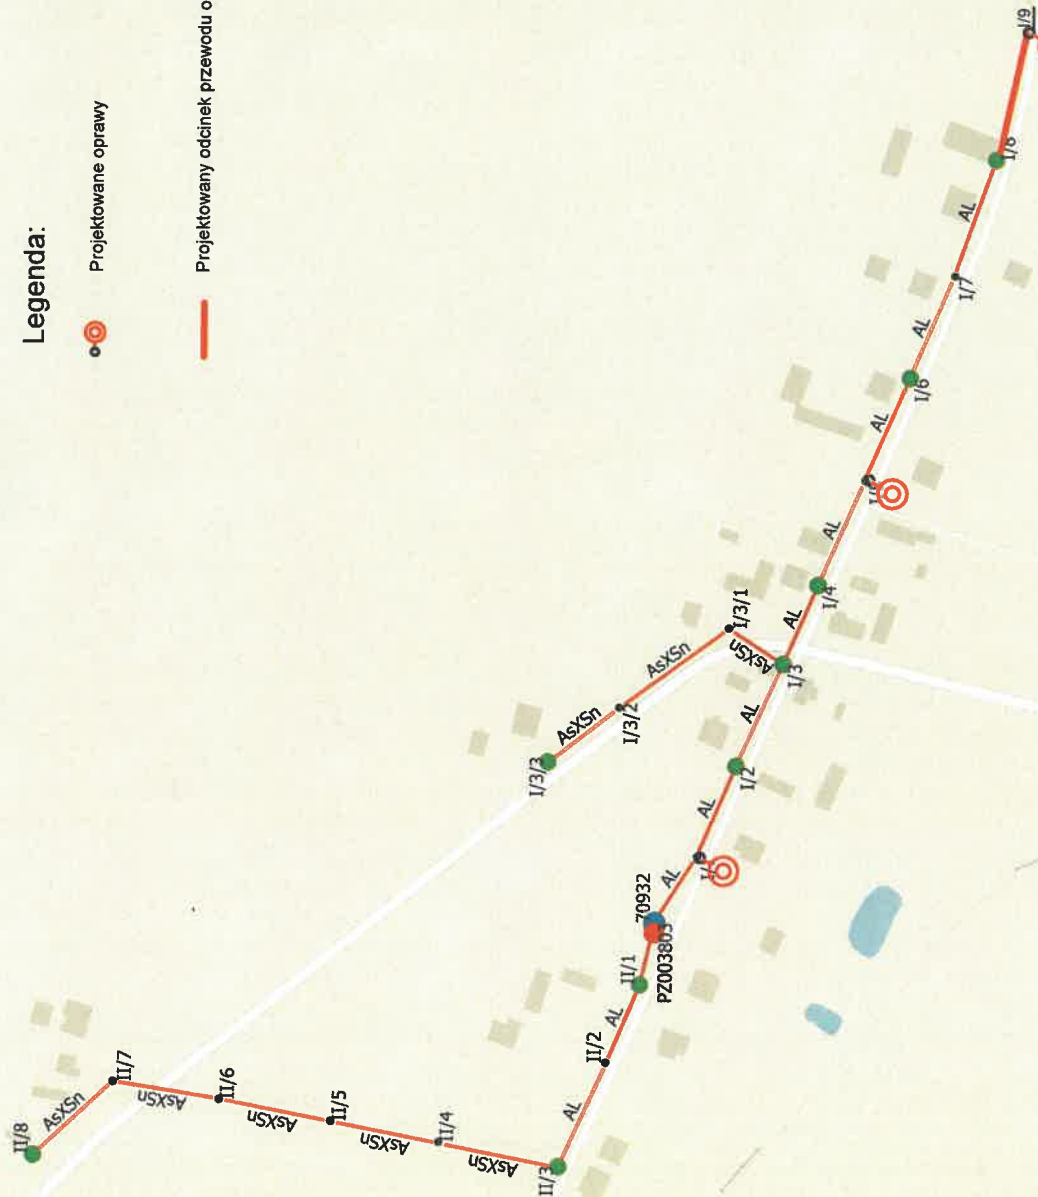 Legenda:
Projektowane oprawy
Projektowany odcinek przewodu o
I/9
I/8
AL
I/7
AL
I/6
AL
AL
I/4
AL
I/3/1
AsXSn
AsXSn
I/3/2
AsXSn
I/3/3
I/3
AL
I/2
AL
AL
70932
PZ003803
II/1
AL
II/2
AL
II/3
AsXSn
II/4
AsXSn
II/5
AsXSn
II/6
AsXSn
II/7
AsXSn
II/8